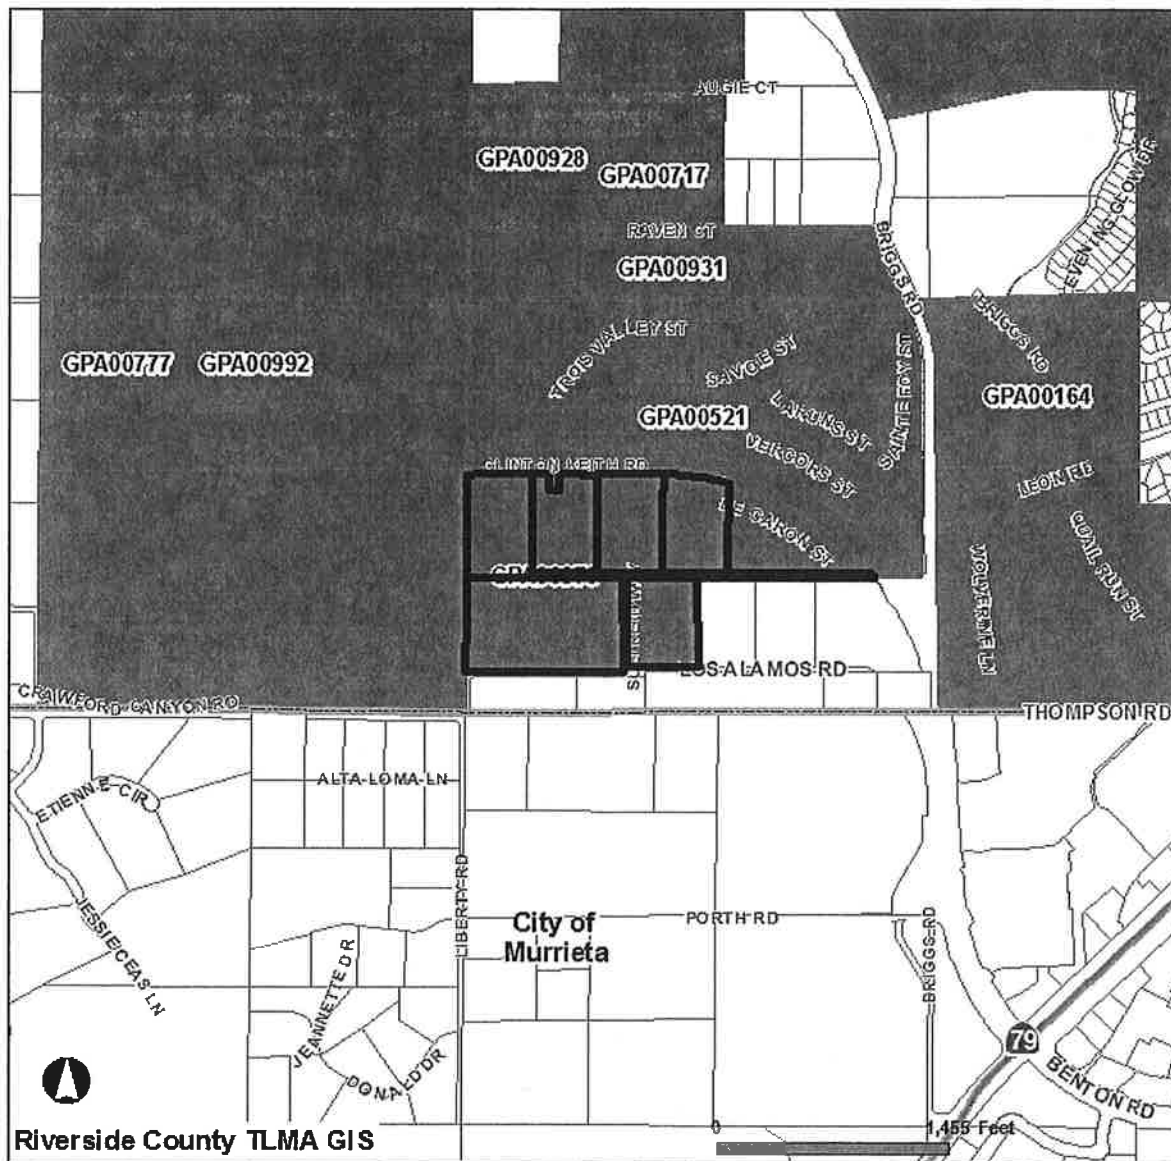 AUGIE CT
GPA00928
GPA00717
EVENING GLOW DR
RAVEN CT
BRIGGS RD
GPA00931
BRIGGS RD
TROIS VALLEY ST
SAVOIE ST
SAINTE FOY ST
GPA00777
GPA00992
GPA00164
GPA00521
LARUNS ST
VERCORS ST
CLINTON KEITH RD
LEON RD
DE CARON ST
QUAIL RUN ST
WOLVERINE LN
LOS ALAMOS RD
CRAWFORD CANYON RD
THOMPSON RD
ALTA LOMA LN
ETIENNE CIR
LIBERTY RD
JESSIE CEAS LN
City of
Murrieta
PORTH RD
BRIGGS RD
JEANNETTE DR
DONALD DR
79
BENTON RD
Riverside County TLMA GIS
0
1,455 Feet